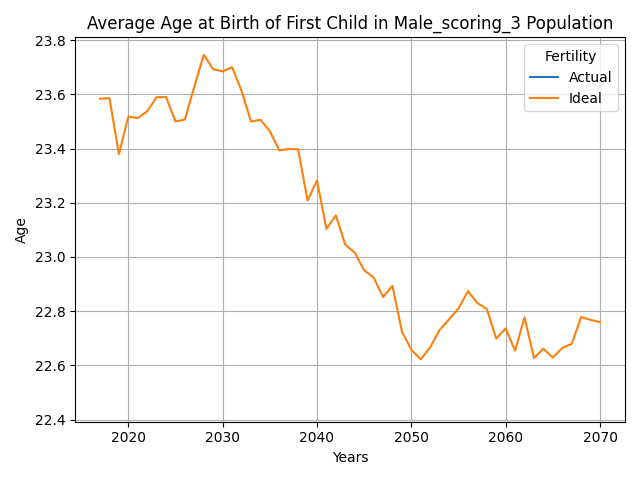 Average Age at Birth of First Child in Male_scoring_3 Population
23.8
23.6
23.4
23.2
23.0
22.8
22.6
22.4
Age
Fertility
Actual
Ideal
2020 2030 2040 2050 2060 2070
Years